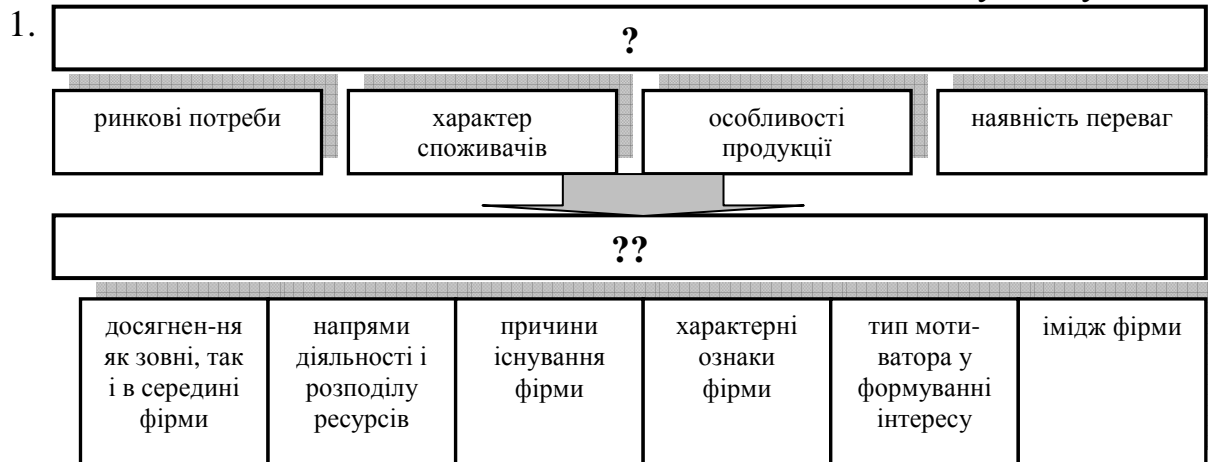 1.
?
ринкові потреби
характер
споживачів
особливості
продукції
наявність переваг
??
досягнен-ня
як зовні, так
і в середині
фірми
напрями
діяльності і
розподілу
ресурсів
причини
існування
фірми
характерні
ознаки
фірми
тип моти-
ватора у
формуванні
інтересу
імідж фірми